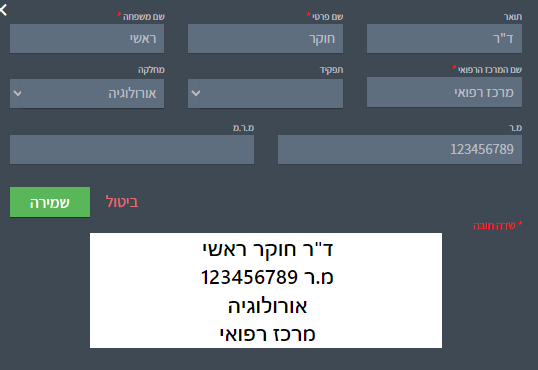 תואר
שם פרטי *
שם משפחה *
ד"ר
חוקר
ראשי
שם המרכז הרפואי *
תפקיד
מחלקה
מרכז רפואי
אורולוגיה
מ.ר
מ.ר.מ
123456789
ביטול
שמירה
* שדה חובה
ד"ר חוקר ראשי
מ.ר 123456789
אורולוגיה
מרכז רפואי